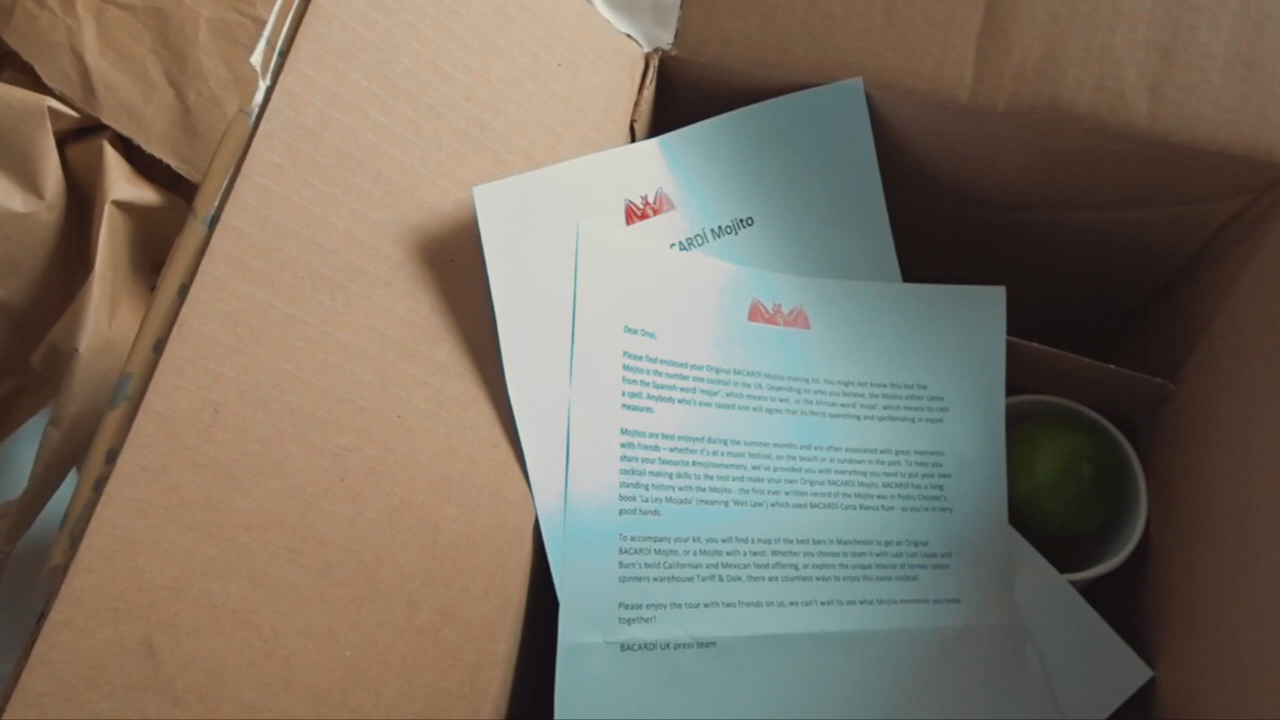 BACARDÍ Mojito
Dear Onyi,
Please find enclosed your Original BACARDÍ Mojito making kit. You might not know this but the
Mojito is the number one cocktail in the UK. Depending on who you believe, the Mojito either came
from the Spanish word 'mojar', which means to wet, or the African word 'mojo', which means to cast
a spell. Anybody who's ever tasted one will agree that its thirst quenching and spellbinding in equal
measures.
Mojitos are best enjoyed during the summer months and are often associated with great moments
with friends – whether it's at a music festival, on the beach or at sundown in the park. To help you
share your favourite #mojitomemory, we've provided you with everything you need to put your own
cocktail making skills to the test and make your own Original BACARDÍ Mojito. BACARDÍ has a long
standing history with the Mojito - the first ever written record of the Mojito was in Pedro
book 'La Ley Mojada' (meaning 'Wet Law') which used BACARDÍ Carta Blanca Rum - so you're in very
good hands.
To accompany your kit, you will find a map of the best bars in Manchester to get an Original
BACARDÍ Mojito, or a Mojito with a twist. Whether you choose to team it with Luck Lust Liquor and
Burn's bold Californian and Mexican food offering, or explore the unique interior of former cotton
spinners warehouse Tariff & Dale, there are countless ways to enjoy this iconic cocktail.
Please enjoy the tour with two friends on us, we can't wait to see what Mojito memories you make
together!
BACARDÍ UK press team